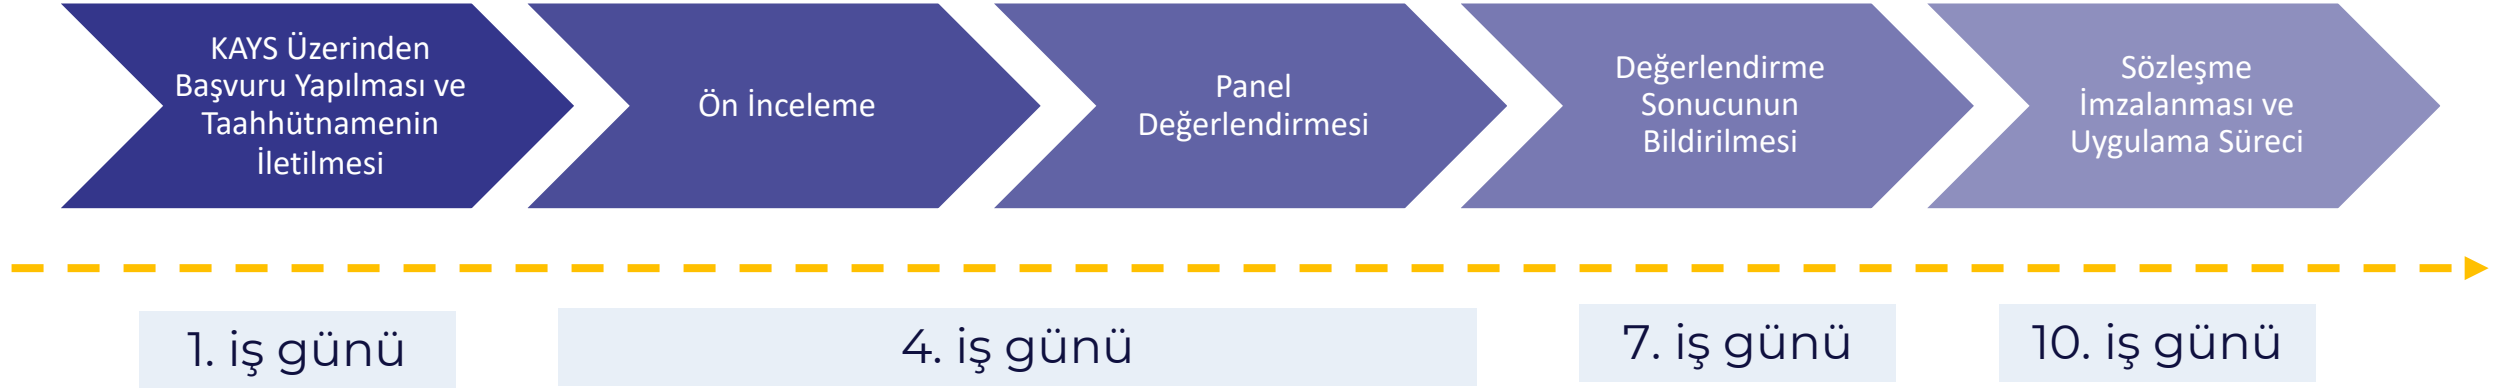 KAYS Üzerinden
Başvuru Yapılması ve
Taahhütnamenin
İletilmesi
Ön İnceleme
Panel
Değerlendirmesi
Değerlendirme
Sonucunun
Bildirilmesi
Sözleşme
İmzalanması ve
Uygulama Süreci
1. iş günü
4. iş günü
7. iş günü
10. iş günü